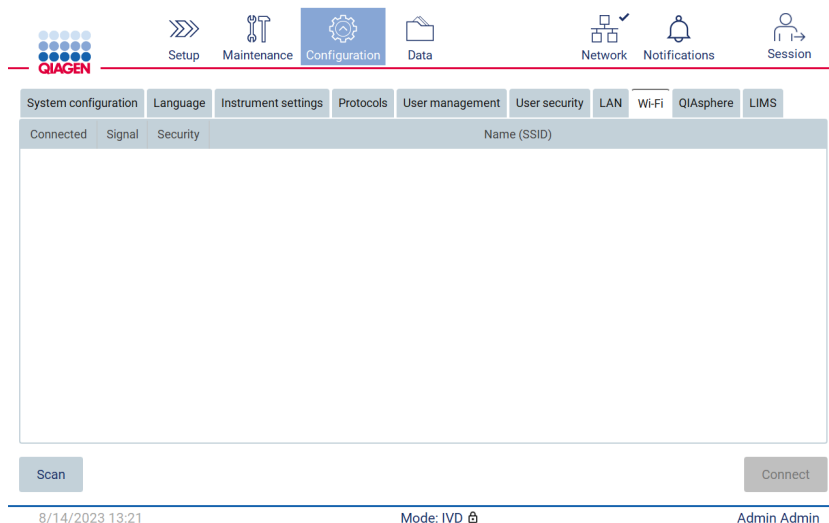 QIAGEN
Setup Maintenance Configuration Data Network Notifications Session
System configuration Language Instrument settings Protocols User management User security LAN Wi-Fi QIAsphere LIMS
Connected Signal Security Name (SSID)
Scan Connect
8/14/2023 13:21 Mode: IVD Admin Admin